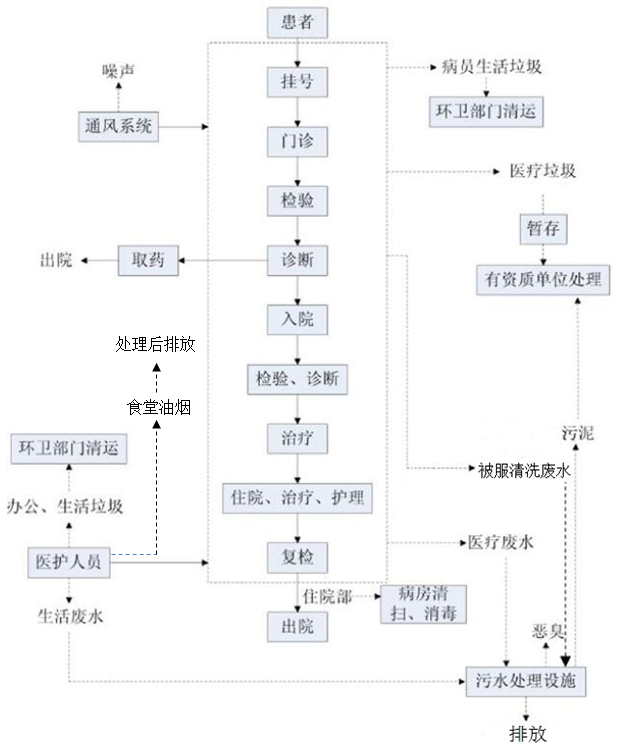 患者
噪声
挂号
病员生活垃圾
环卫部门清运
通风系统
门诊
医疗垃圾
检验
暂存
出院
取药
诊断
有资质单位处理
入院
处理后排放
检验、诊断
食堂油烟
治疗
污泥
环卫部门清运
被服清洗废水
住院、治疗、护理
办公、生活垃圾
医疗废水
医护人员
复检
住院部
病房清
扫、消毒
生活废水
出院
恶臭
污水处理设施
排放